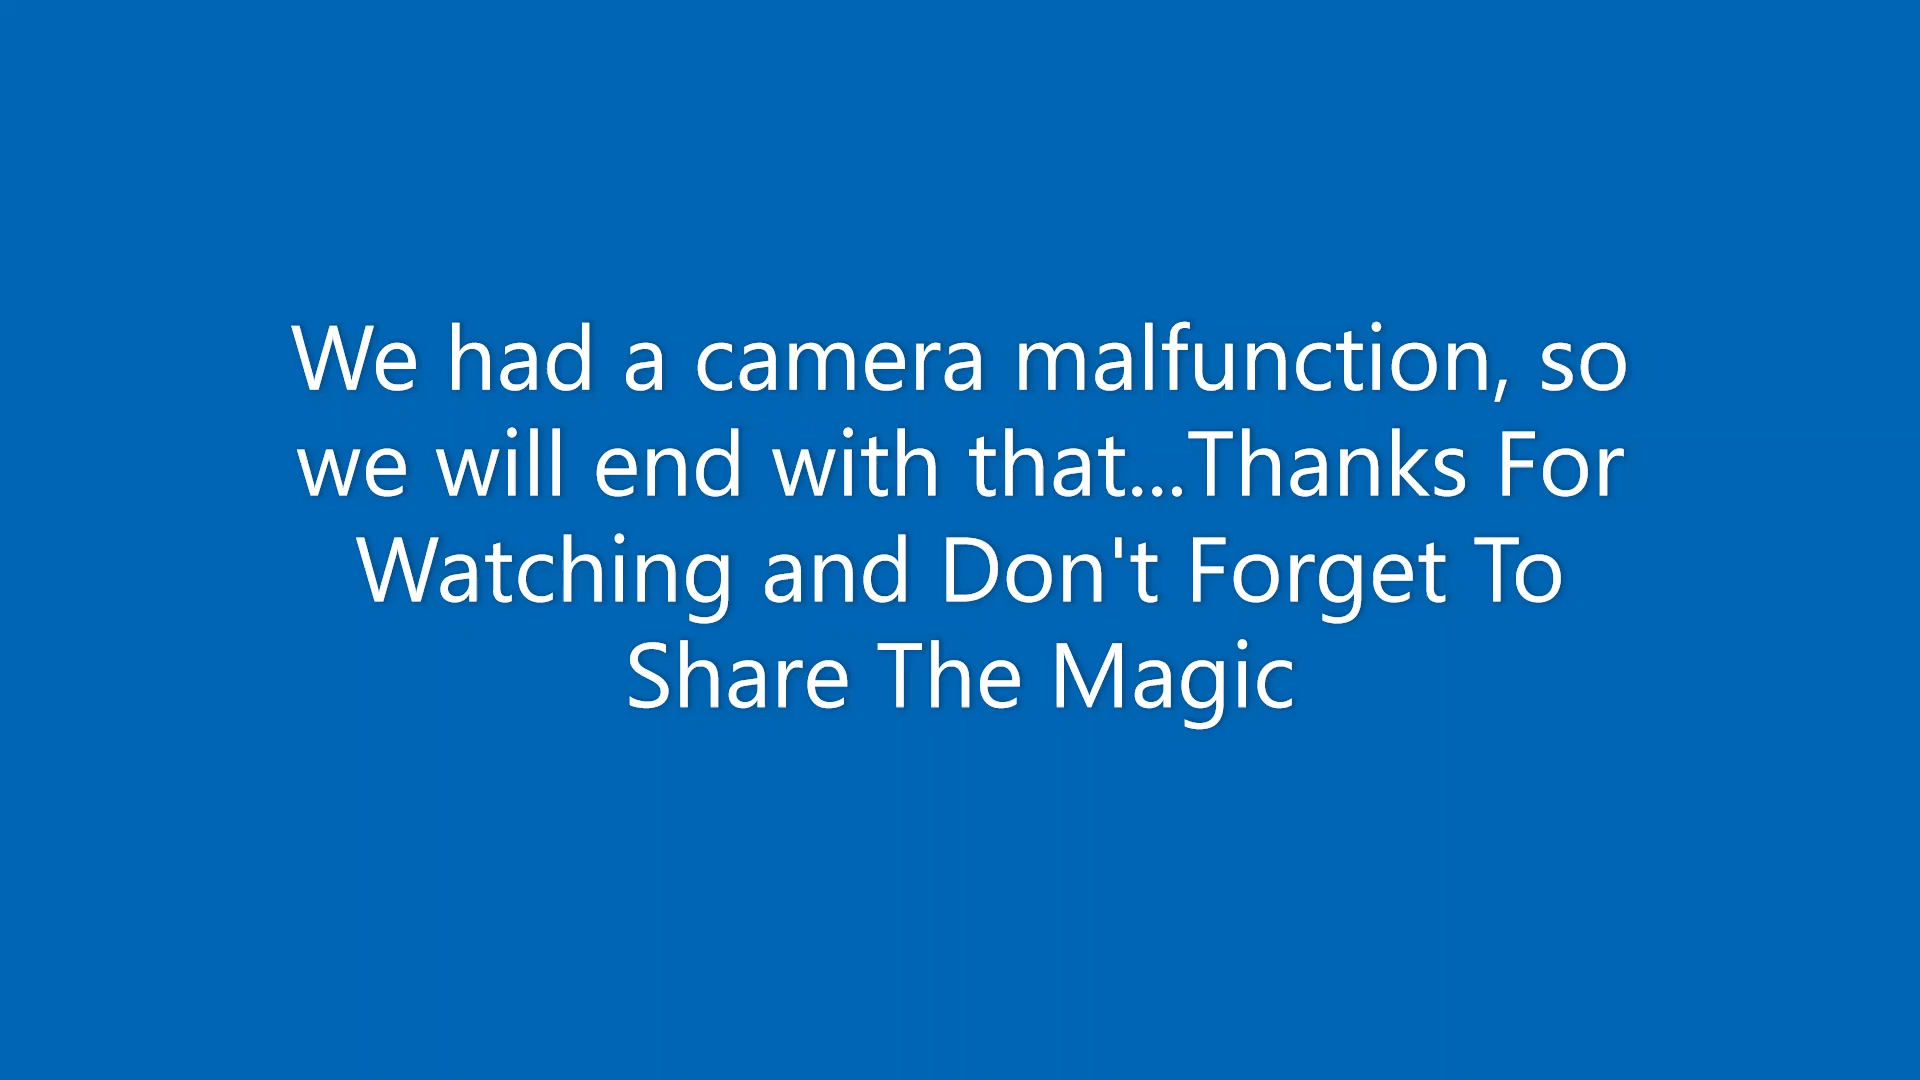 We had a camera malfunction, so
we will end with that...Thanks For
Watching and Don't Forget To
Share The Magic